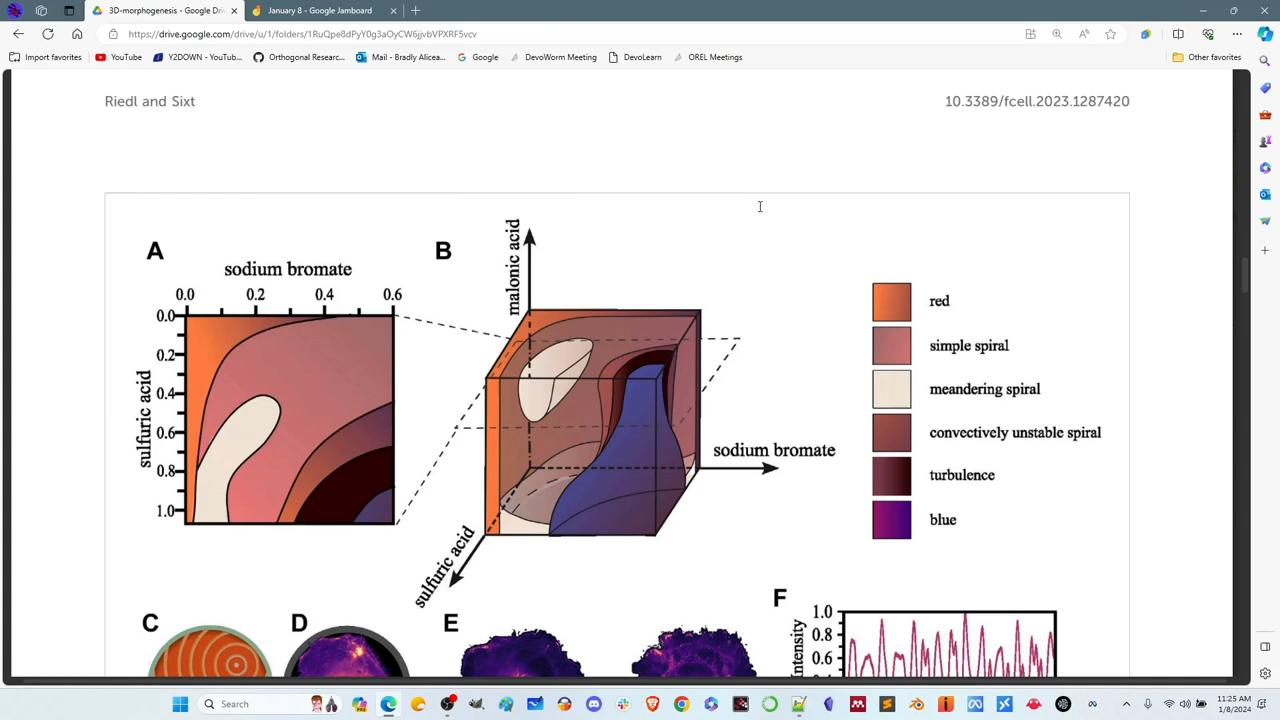 3D-morphogenesis - Google Dri
January 8 - Google Jamboard
https://drive.google.com/drive/u/1/folders/1RuQpe8dPyY0g3aOyCW6jjvbVPXRF5vcv
Import favorites
YouTube
Y2DOWN - YouTub...
Orthogonal Researc...
Mail - Bradly Alicea...
Google
DevoWorm Meeting
DevoLearn
OREL Meetings
Other favorites
Riedl and Sixt
10.3389/fcell.2023.1287420
A
sodium bromate
0.0 0.2 0.4 0.6
sulfuric acid
0.0
0.2
0.4
0.6
0.8
1.0
B
malonic acid
sodium bromate
sulfuric acid
red
simple spiral
meandering spiral
convectively unstable spiral
turbulence
blue
C
D
E
F
Intensity
1.0
0.8
0.6
Search
11:25 AM
1/8/2024